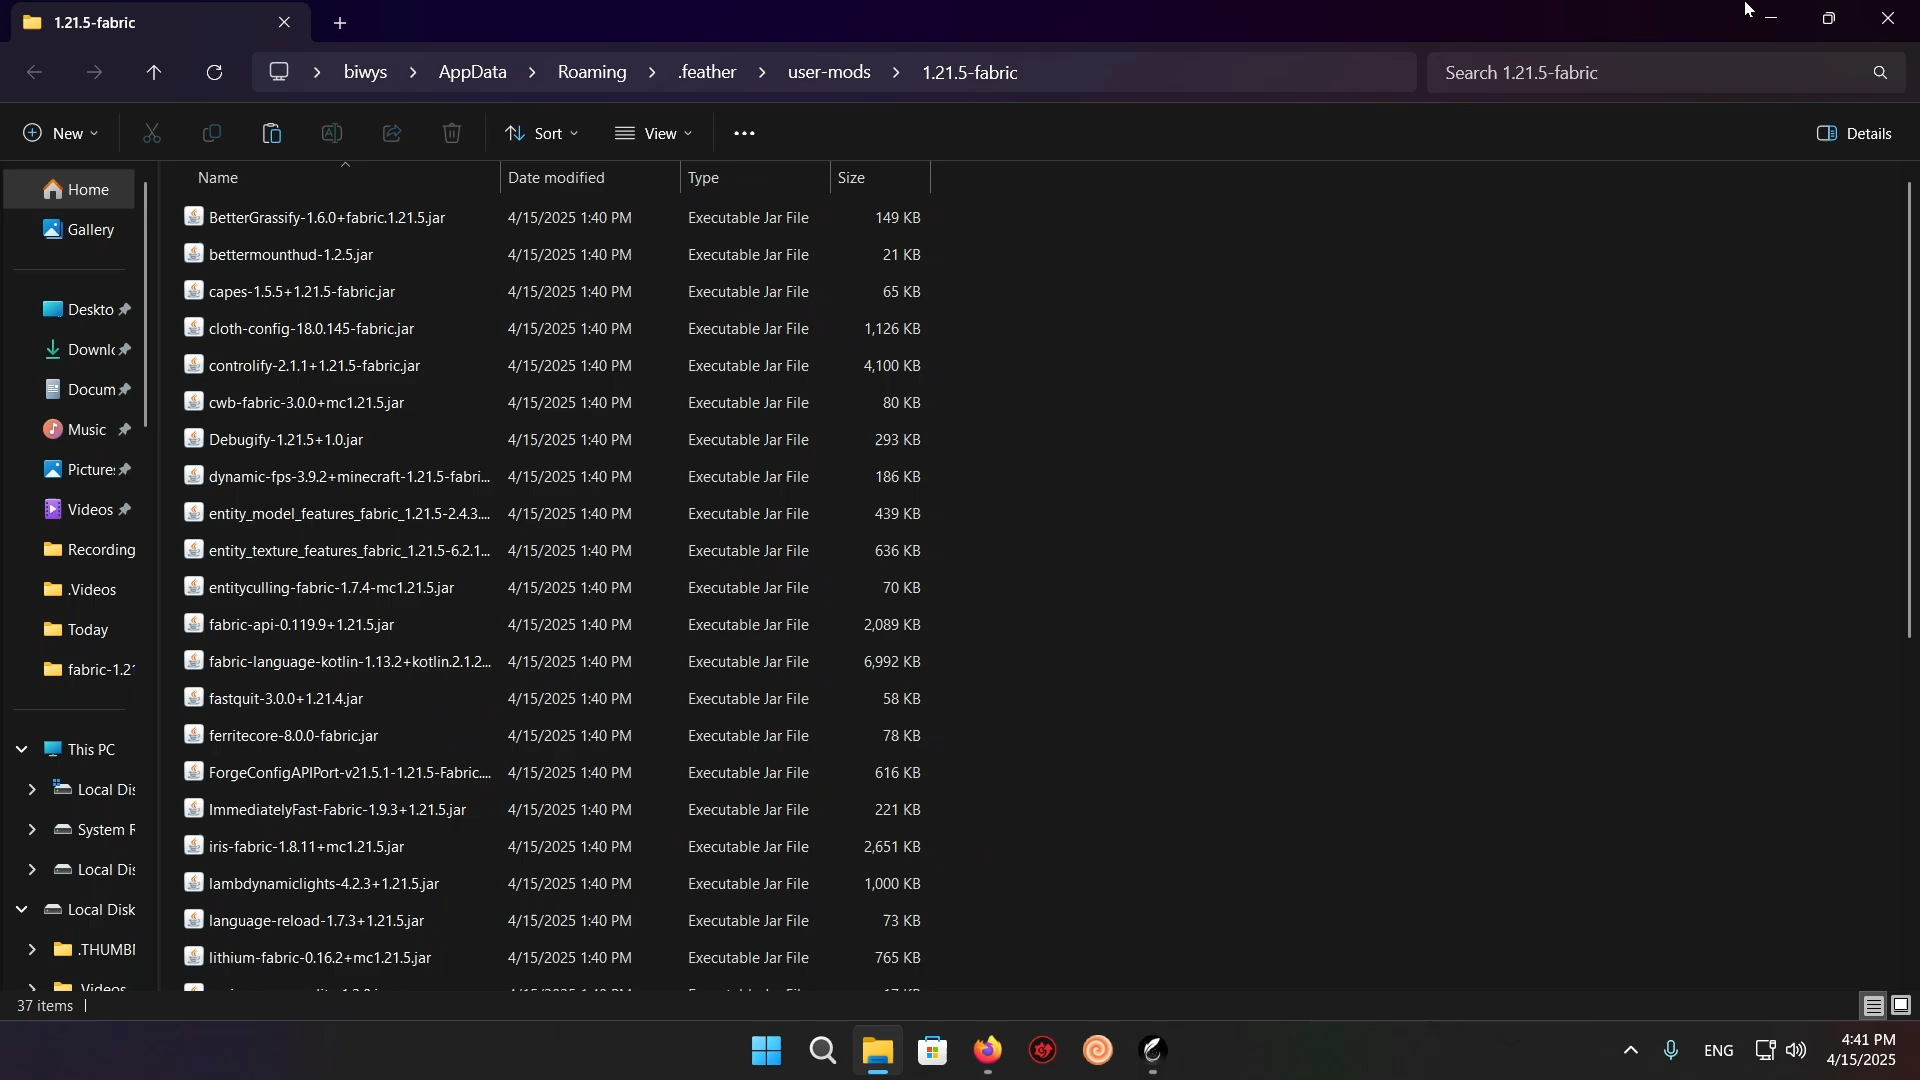 1.21.5-fabric
biwys > AppData > Roaming > .feather > user-mods > 1.21.5-fabric
Search 1.21.5-fabric
New
Sort
View
Details
Name Date modified Type Size
Home
Gallery
Deskto
Downlc
Docum
Music
Pictures
Videos
Recording
.Videos
Today
fabric-1.21
This PC
Local Dis
System R
Local Dis
Local Disk
.THUMBN
Videos
BetterGrassify-1.6.0+fabric.1.21.5.jar 4/15/2025 1:40 PM Executable Jar File 149 KB
bettermounthud-1.2.5.jar 4/15/2025 1:40 PM Executable Jar File 21 KB
capes-1.5.5+1.21.5-fabric.jar 4/15/2025 1:40 PM Executable Jar File 65 KB
cloth-config-18.0.145-fabric.jar 4/15/2025 1:40 PM Executable Jar File 1,126 KB
controlify-2.1.1+1.21.5-fabric.jar 4/15/2025 1:40 PM Executable Jar File 4,100 KB
cwb-fabric-3.0.0+mc1.21.5.jar 4/15/2025 1:40 PM Executable Jar File 80 KB
Debugify-1.21.5+1.0.jar 4/15/2025 1:40 PM Executable Jar File 293 KB
dynamic-fps-3.9.2+minecraft-1.21.5-fabri... 4/15/2025 1:40 PM Executable Jar File 186 KB
entity_model_features_fabric_1.21.5-2.4.3.... 4/15/2025 1:40 PM Executable Jar File 439 KB
entity_texture_features_fabric_1.21.5-6.2.1... 4/15/2025 1:40 PM Executable Jar File 636 KB
entityculling-fabric-1.7.4-mc1.21.5.jar 4/15/2025 1:40 PM Executable Jar File 70 KB
fabric-api-0.119.9+1.21.5.jar 4/15/2025 1:40 PM Executable Jar File 2,089 KB
fabric-language-kotlin-1.13.2+kotlin.2.1.2... 4/15/2025 1:40 PM Executable Jar File 6,992 KB
fastquit-3.0.0+1.21.4.jar 4/15/2025 1:40 PM Executable Jar File 58 KB
ferritecore-8.0.0-fabric.jar 4/15/2025 1:40 PM Executable Jar File 78 KB
ForgeConfigAPIPort-v21.5.1-1.21.5-Fabric.... 4/15/2025 1:40 PM Executable Jar File 616 KB
ImmediatelyFast-Fabric-1.9.3+1.21.5.jar 4/15/2025 1:40 PM Executable Jar File 221 KB
iris-fabric-1.8.11+mc1.21.5.jar 4/15/2025 1:40 PM Executable Jar File 2,651 KB
lambdynamiclights-4.2.3+1.21.5.jar 4/15/2025 1:40 PM Executable Jar File 1,000 KB
language-reload-1.7.3+1.21.5.jar 4/15/2025 1:40 PM Executable Jar File 73 KB
lithium-fabric-0.16.2+mc1.21.5.jar 4/15/2025 1:40 PM Executable Jar File 765 KB
37 items
ENG
4:41 PM
4/15/2025